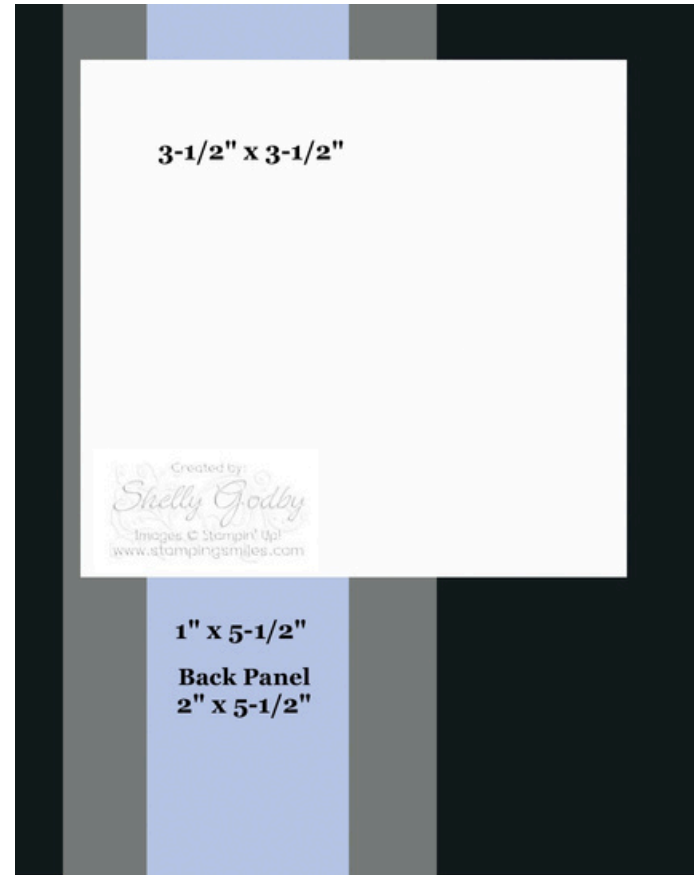 3-1/2" x 3-1/2"
Created by:
Shelly Godby
Images © Stampin' Up!
www.stampingsmiles.com
1" x 5-1/2"
Back Panel
2" x 5-1/2"